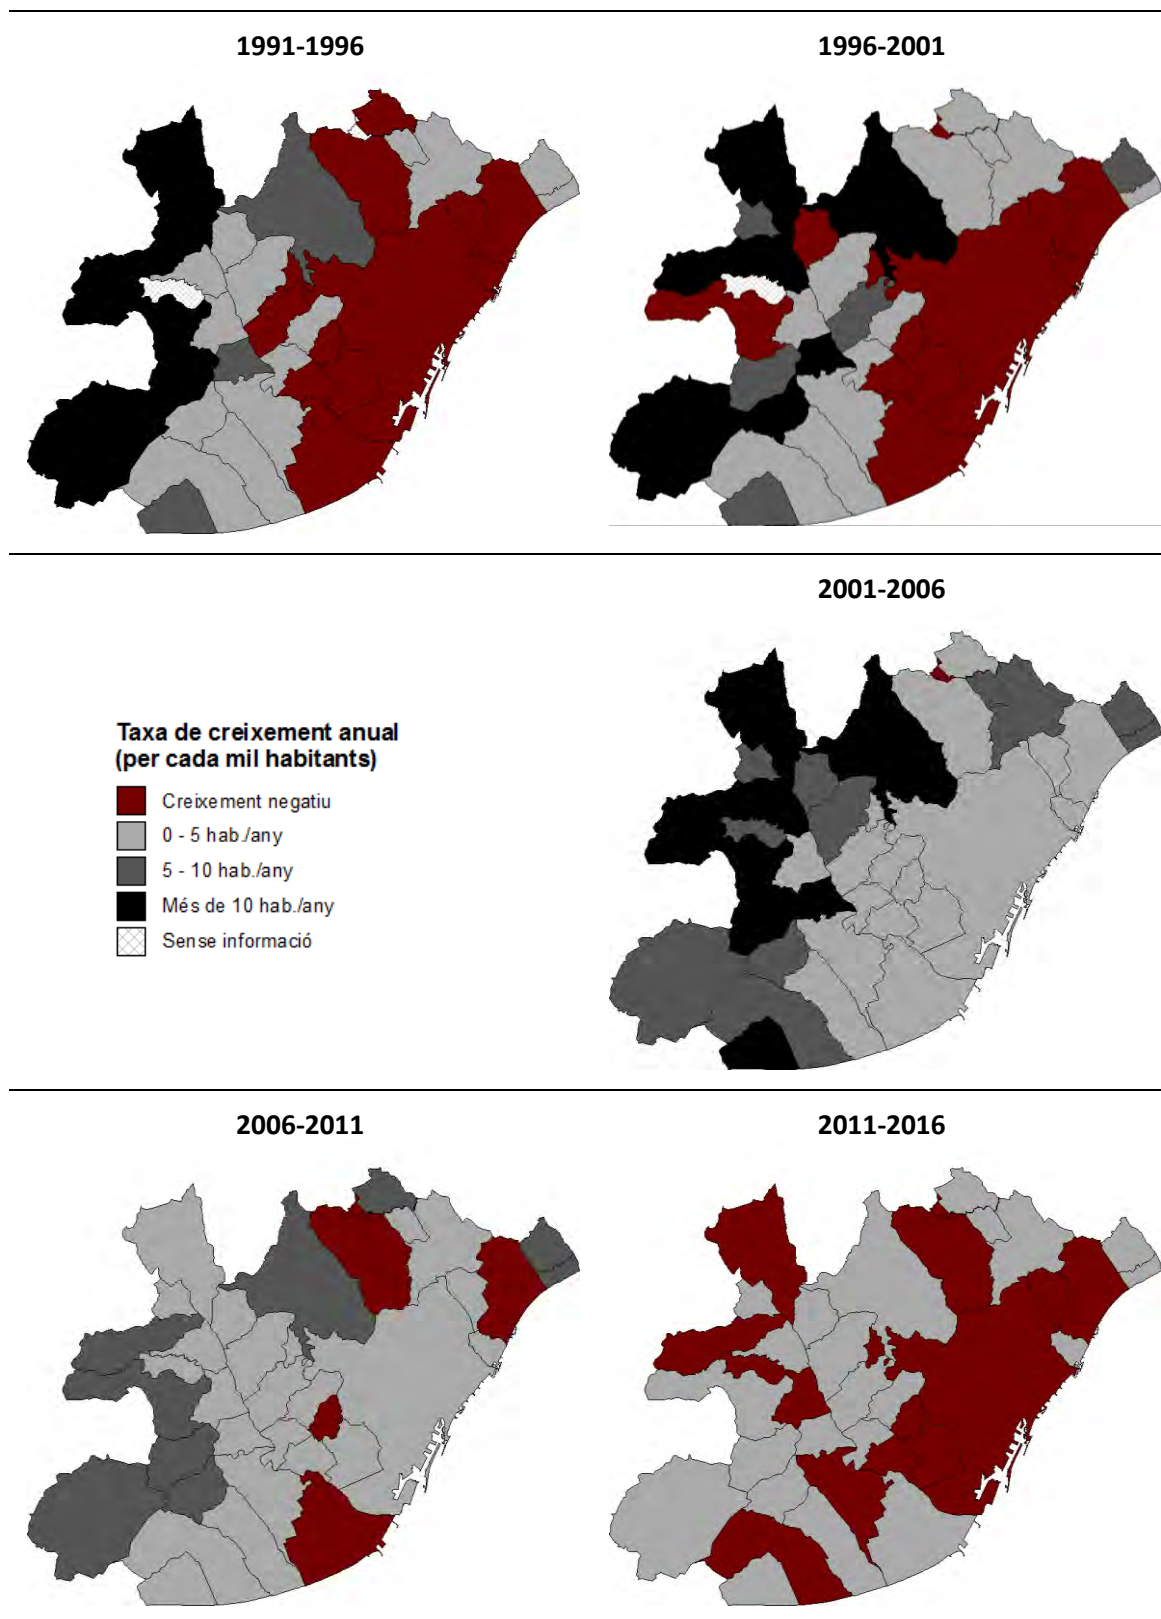 1991-1996
1996-2001
2001-2006
Taxa de creixement anual
(per cada mil habitants)
Creixement negatiu
0 - 5 hab./any
5 - 10 hab./any
Més de 10 hab./any
Sense informació
2006-2011
2011-2016